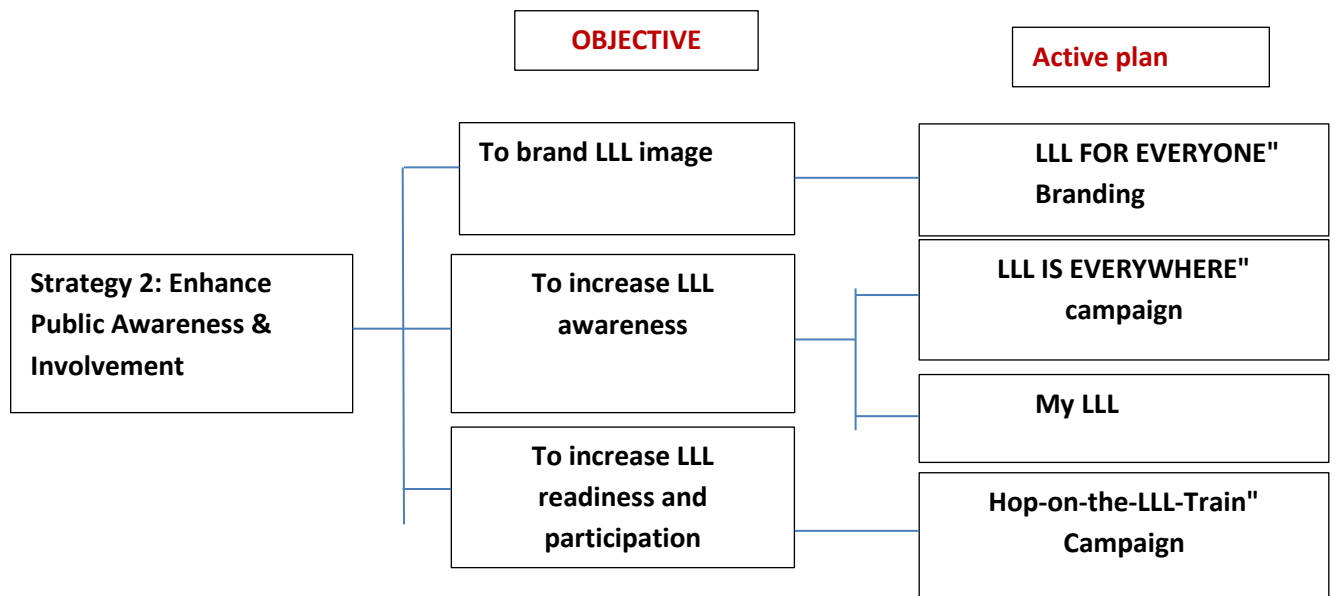 OBJECTIVE
Active plan
To brand LLL image
LLL FOR EVERYONE"
Branding
Strategy 2: Enhance
Public Awareness &
Involvement
To increase LLL
awareness
LLL IS EVERYWHERE"
campaign
My LLL
To increase LLL
readiness and
participation
Hop-on-the-LLL-Train"
Campaign